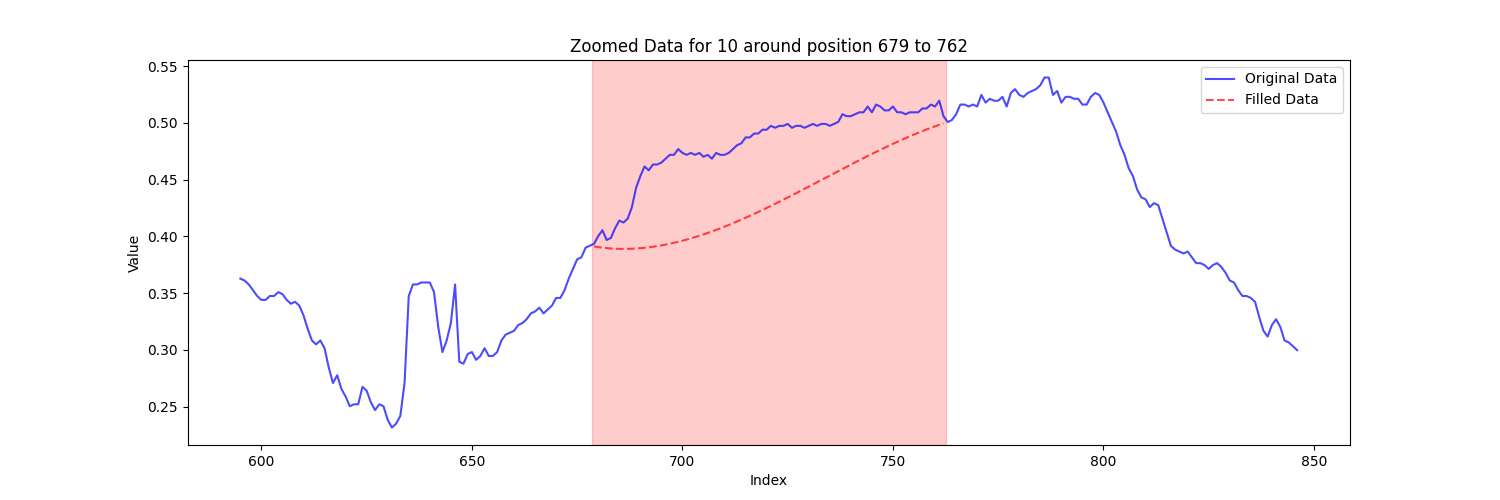 Zoomed Data for 10 around position 679 to 762
Original Data
Filled Data
Value
0.55
0.50
0.45
0.40
0.35
0.30
0.25
600 650 700 750 800 850
Index